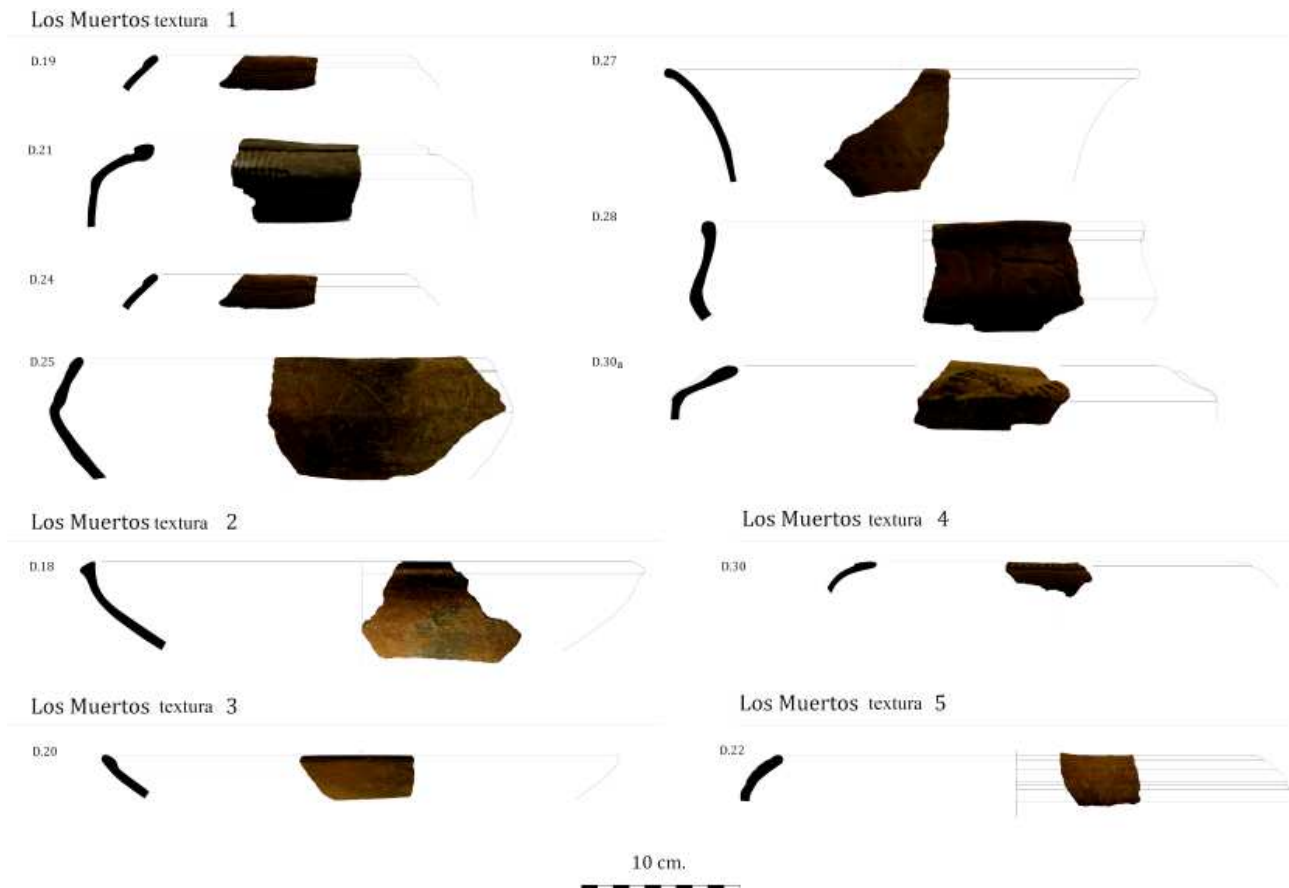 Los Muertos textura 1
D.19
D.21
D.24
D.25
D.27
D.28
D.30a
Los Muertos textura 2
D.18
Los Muertos textura 3
D.20
Los Muertos textura 4
D.30
Los Muertos textura 5
D.22
10 cm.